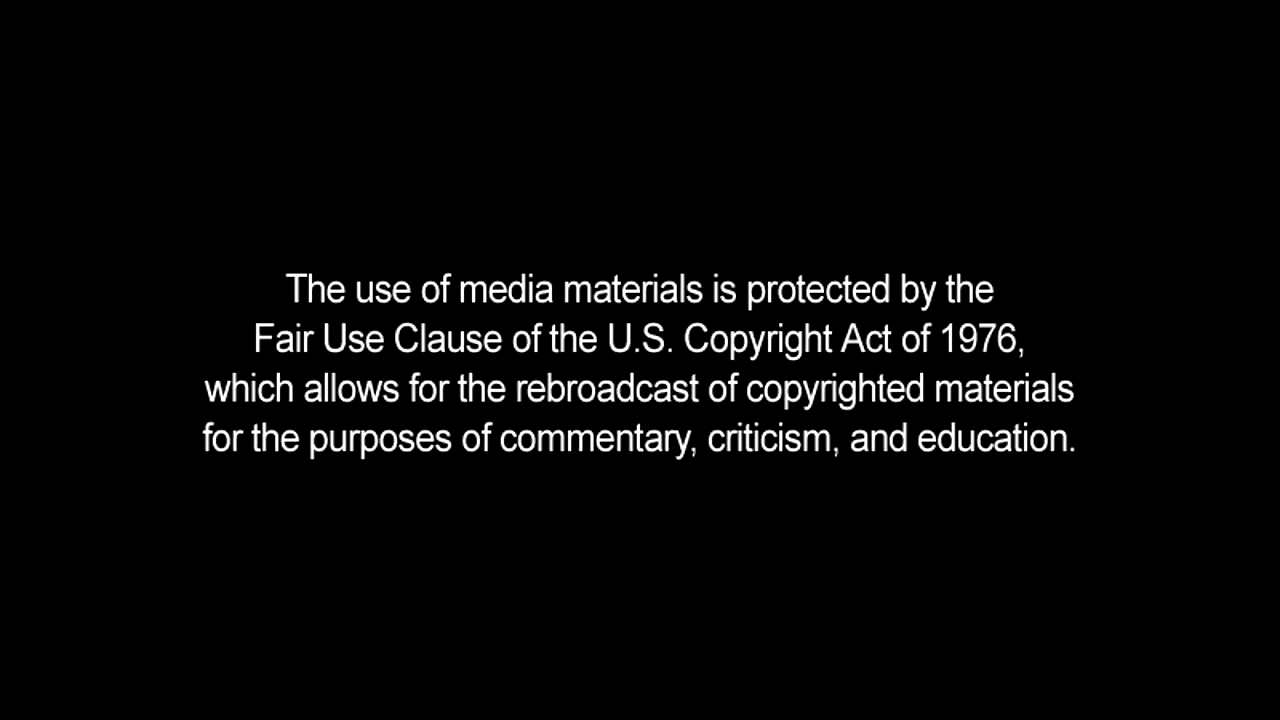 The use of media materials is protected by the
Fair Use Clause of the U.S. Copyright Act of 1976,
which allows for the rebroadcast of copyrighted materials
for the purposes of commentary, criticism, and education.